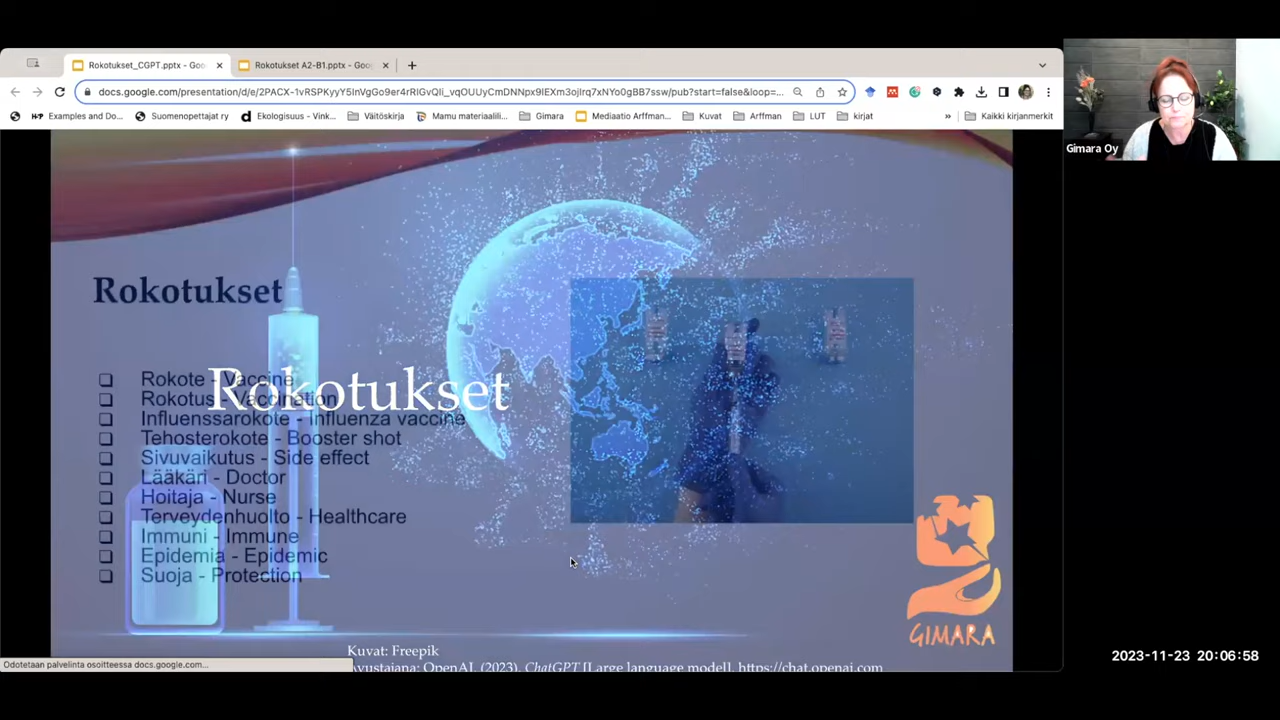 Rokotukset_CGPT.pptx - Goo
Rokotukset A2-B1.pptx - Goo
docs.google.com/presentation/d/e/2PACX-1vRSPKyyY5InVgGo9er4rRIGvQIi_vqOUUyCmDNNpx9IEXm3ojIrq7xNYo0gBB7ssw/pub?start=false&loop=...
Examples and Do...
Suomenopettajat ry
Ekologisuus - Vink...
Väitöskirja
Mamu materiaalili...
Gimara
Mediaatio Arffman...
Kuvat
Arffman
LUT
kirjat
»
Kaikki kirjanmerkit
Gimara Oy
Rokotukset
Rokotukset
Rokote - Vaccine
Rokotus - Vaccination
Influenssarokote - Influenza vaccine
Tehosterokote - Booster shot
Sivuvaikutus - Side effect
Lääkäri - Doctor
Hoitaja - Nurse
Terveydenhuolto - Healthcare
Immuni - Immune
Epidemia - Epidemic
Suoja - Protection
GIMARA
Kuvat: Freepik
Avustajana: OpenAI. (2023). ChatGPT [Large language model]. https://chat.openai.com
Odotetaan palvelinta osoitteessa docs.google.com...
2023-11-23 20:06:58